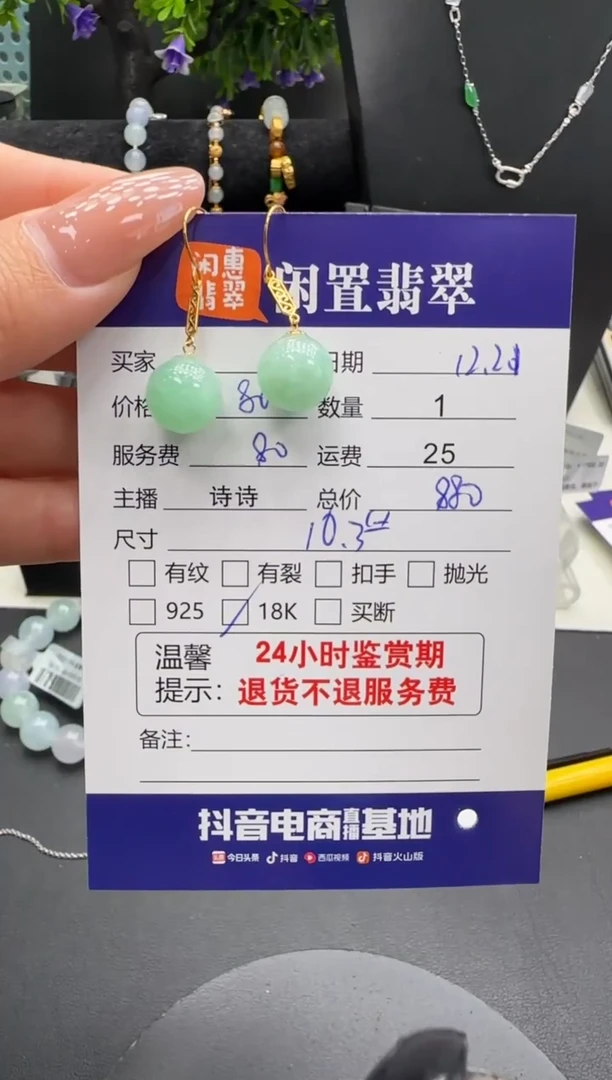 闲惠翡翠
闲置翡翠
买家 日期 12.21
价格 80 数量 1
服务费 80 运费 25
主播 诗诗 总价 880
尺寸 10.3
有纹 有裂 扣手 抛光
925 18K 买断
温馨提示: 24小时鉴赏期
退货不退服务费
备注:
抖音电商直播基地
今日头条 抖音 西瓜视频 抖音火山版